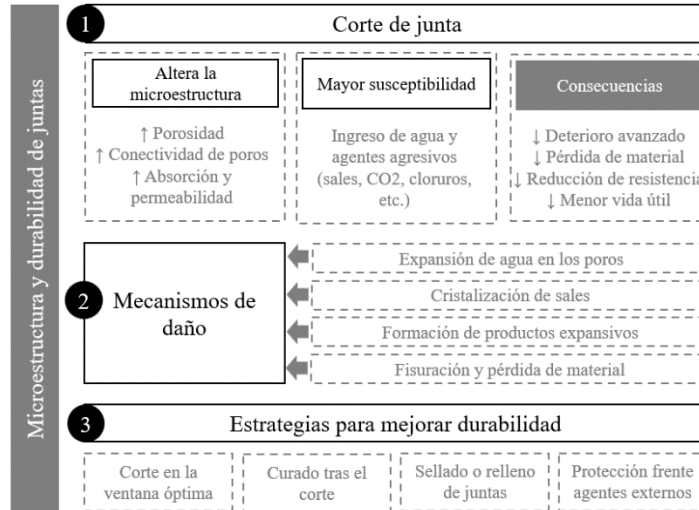 Microestructura y durabilidad de juntas
1
Corte de junta
Altera la
microestructura
↑ Porosidad
↑ Conectividad de poros
↑ Absorción y
permeabilidad
Mayor susceptibilidad
Ingreso de agua y
agentes agresivos
(sales, CO2, cloruros,
etc.)
Consecuencias
↓ Deterioro avanzado
↓ Pérdida de material
↓ Reducción de resistencia
↓ Menor vida útil
2
Mecanismos de
daño
Expansión de agua en los poros
Cristalización de sales
Formación de productos expansivos
Fisuración y pérdida de material
3
Estrategias para mejorar durabilidad
Corte en la
ventana óptima
Curado tras el
corte
Sellado o relleno
de juntas
Protección frente
agentes externos